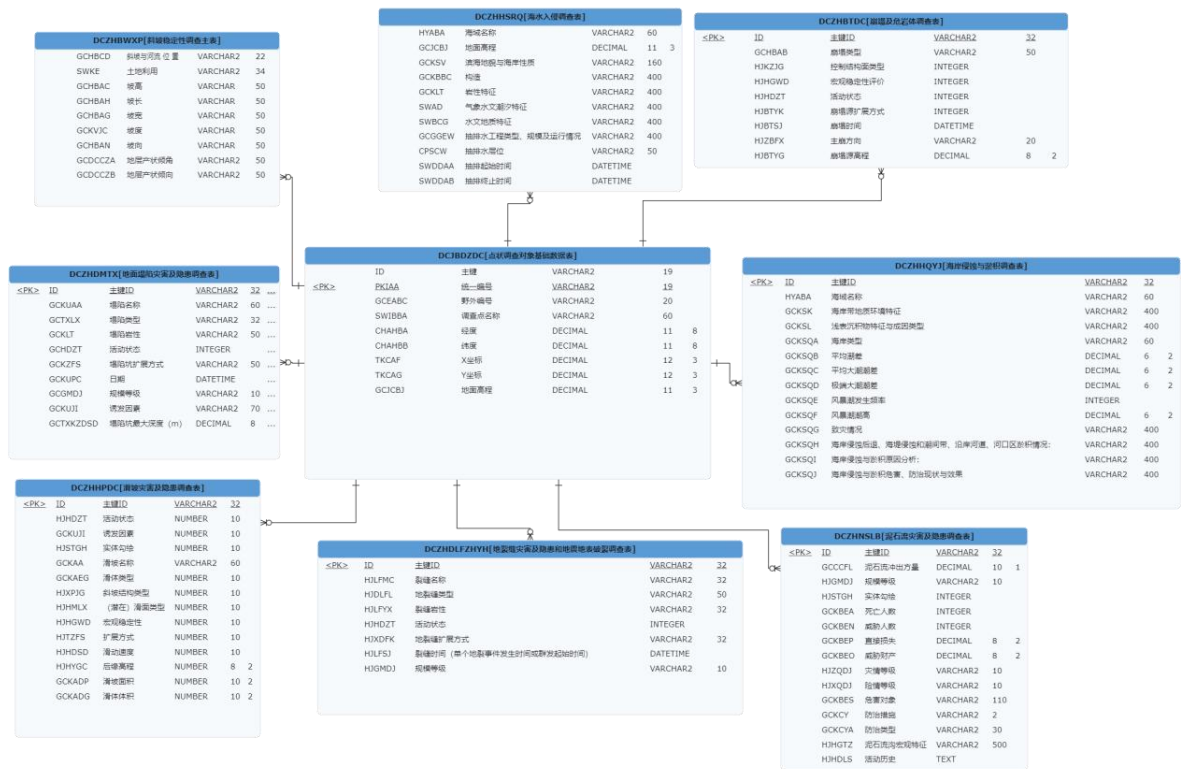 DCZHBWXP[斜坡稳定性调查主表]
GCHBCD 斜坡与河流位置 VARCHAR2 22
SWKE 土地利用 VARCHAR2 34
GCHBAC 坡高 VARCHAR 50
GCHBAH 坡长 VARCHAR2 50
GCHBAG 坡宽 VARCHAR2 50
GCKVJC 坡度 VARCHAR 50
GCHBAN 坡向 VARCHAR 50
GCDCCZA 地层产状倾角 VARCHAR2 50
GCDCCZB 地层产状倾向 VARCHAR2 50
DCZHHSRQ[海水入侵调查表]
HYABA 海域名称 VARCHAR2 60
GCJCBJ 地面高程 DECIMAL 11 3
GCKSV 滨海地貌与海岸性质 VARCHAR2 160
GCKBBC 构造 VARCHAR2 400
GCKLT 岩性特征 VARCHAR2 400
SWAD 气象水文潮汐特征 VARCHAR2 400
SWBCG 水文地质特征 VARCHAR2 400
GCGGEW 抽排水工程类型、规模及运行情况 VARCHAR2 400
CPSCW 抽排水层位 VARCHAR2 50
SWDDAA 抽排起始时间 DATETIME
SWDDAB 抽排终止时间 DATETIME
DCZHBTDC[崩塌及危岩体调查表]
<PK> ID 主键ID VARCHAR2 32
GCHBAB 崩塌类型 VARCHAR2 50
HJKZJG 控制结构面类型 INTEGER
HJHGWD 宏观稳定性评价 INTEGER
HJHDZT 活动状态 INTEGER
HJBTYK 崩塌源扩展方式 INTEGER
HJBTSJ 崩塌时间 DATETIME
HJZBFX 主崩方向 VARCHAR2 20
HJBTYG 崩塌源高程 DECIMAL 8 2
DCZHDMTX[地面塌陷灾害及隐患调查表]
<PK> ID 主键ID VARCHAR2 32 ...
GCKUAA 塌陷名称 VARCHAR2 60 ...
GCTXLX 塌陷类型 VARCHAR2 32 ...
GCKLT 塌陷岩性 VARCHAR2 50 ...
GCHDZT 活动状态 INTEGER ...
GCKZFS 塌陷坑扩展方式 VARCHAR2 50 ...
GCKUPC 日期 DATETIME ...
GCGMDJ 规模等级 VARCHAR2 10 ...
GCKUJI 诱发因素 VARCHAR2 70 ...
GCTXKZDSD 塌陷坑最大深度（m） DECIMAL 8 ...
DCJBDZDC[点状调查对象基础数据表]
ID 主键 VARCHAR2 19
<PK> PKIAA 统一编号 VARCHAR2 19
GCEABC 野外编号 VARCHAR2 20
SWIBBA 调查点名称 VARCHAR2 60
CHAHBA 经度 DECIMAL 11 8
CHAHBB 纬度 DECIMAL 11 8
TKCAF X坐标 DECIMAL 12 3
TKCAG Y坐标 DECIMAL 12 3
GCJCBJ 地面高程 DECIMAL 11 3
DCZHHQYJ[海岸侵蚀与淤积调查表]
<PK> ID 主键ID VARCHAR2 32
HYABA 海域名称 VARCHAR2 60
GCKSK 海岸带地质环境特征 VARCHAR2 400
GCKSL 浅表沉积物特征与成因类型 VARCHAR2 400
GCKSQA 海岸类型 VARCHAR2 60
GCKSQB 平均潮差 DECIMAL 6 2
GCKSQC 平均大潮潮差 DECIMAL 6 2
GCKSQD 极端大潮潮差 DECIMAL 6 2
GCKSQE 风暴潮发生频率 INTEGER
GCKSQF 风暴潮潮高 DECIMAL 6 2
GCKSQG 致灾情况 VARCHAR2 400
GCKSQH 海岸侵蚀后退、海堤侵蚀和潮间带、沿岸河道、河口区淤积情况: VARCHAR2 400
GCKSQI 海岸侵蚀与淤积原因分析: VARCHAR2 400
GCKSQJ 海岸侵蚀与淤积危害、防治现状与效果 VARCHAR2 400
DCZHHPDC[滑坡灾害及隐患调查表]
<PK> ID 主键ID VARCHAR2 32
HJHDZT 活动状态 NUMBER 10
GCKUJI 诱发因素 NUMBER 10
HJSTGH 实体勾绘 NUMBER 10
GCKAA 滑坡名称 VARCHAR2 60
GCKAEG 滑体类型 NUMBER 10
HJXPJG 斜坡结构类型 NUMBER 10
HJHMLX （潜在）滑面类型 NUMBER 10
HJHGWD 宏观稳定性 NUMBER 10
HJTZFS 扩展方式 NUMBER 10
HJHDSD 滑动速度 NUMBER 10
HJHYGC 后缘高程 NUMBER 8 2
GCKADP 滑坡面积 NUMBER 10 2
GCKADG 滑体体积 NUMBER 10 2
DCZHDLFZHYH[地裂缝灾害及隐患和地震地表破裂调查表]
<PK> ID 主键ID VARCHAR2 32
HJLFMC 裂缝名称 VARCHAR2 32
HJDLFL 地裂缝类型 VARCHAR2 50
HJLFYX 裂缝岩性 VARCHAR2 32
HJHDZT 活动状态 INTEGER
HJXDFK 地裂缝扩展方式 VARCHAR2 32
HJLFSJ 裂缝时间（单个地裂事件发生时间或群发起始时间） DATETIME
HJGMDJ 规模等级 VARCHAR2 10
DCZHNSLB[泥石流灾害及隐患调查表]
<PK> ID 主键ID VARCHAR2 32
GCCCFL 泥石流冲出方量 DECIMAL 10 1
HJGMDJ 规模等级 VARCHAR2 10
HJSTGH 实体勾绘 INTEGER
GCKBEA 死亡人数 INTEGER
GCKBEN 威胁人数 INTEGER
GCKBEP 直接损失 DECIMAL 8 2
GCKBEO 威胁财产 DECIMAL 8 2
HJZQDJ 灾情等级 VARCHAR2 10
HJXQDJ 险情等级 VARCHAR2 10
GCKBES 危害对象 VARCHAR2 110
GCKCY 防治措施 VARCHAR2 2
GCKCYA 防治类型 VARCHAR2 30
HJHGTZ 泥石流沟宏观特征 VARCHAR2 500
HJHDLS 活动历史 TEXT